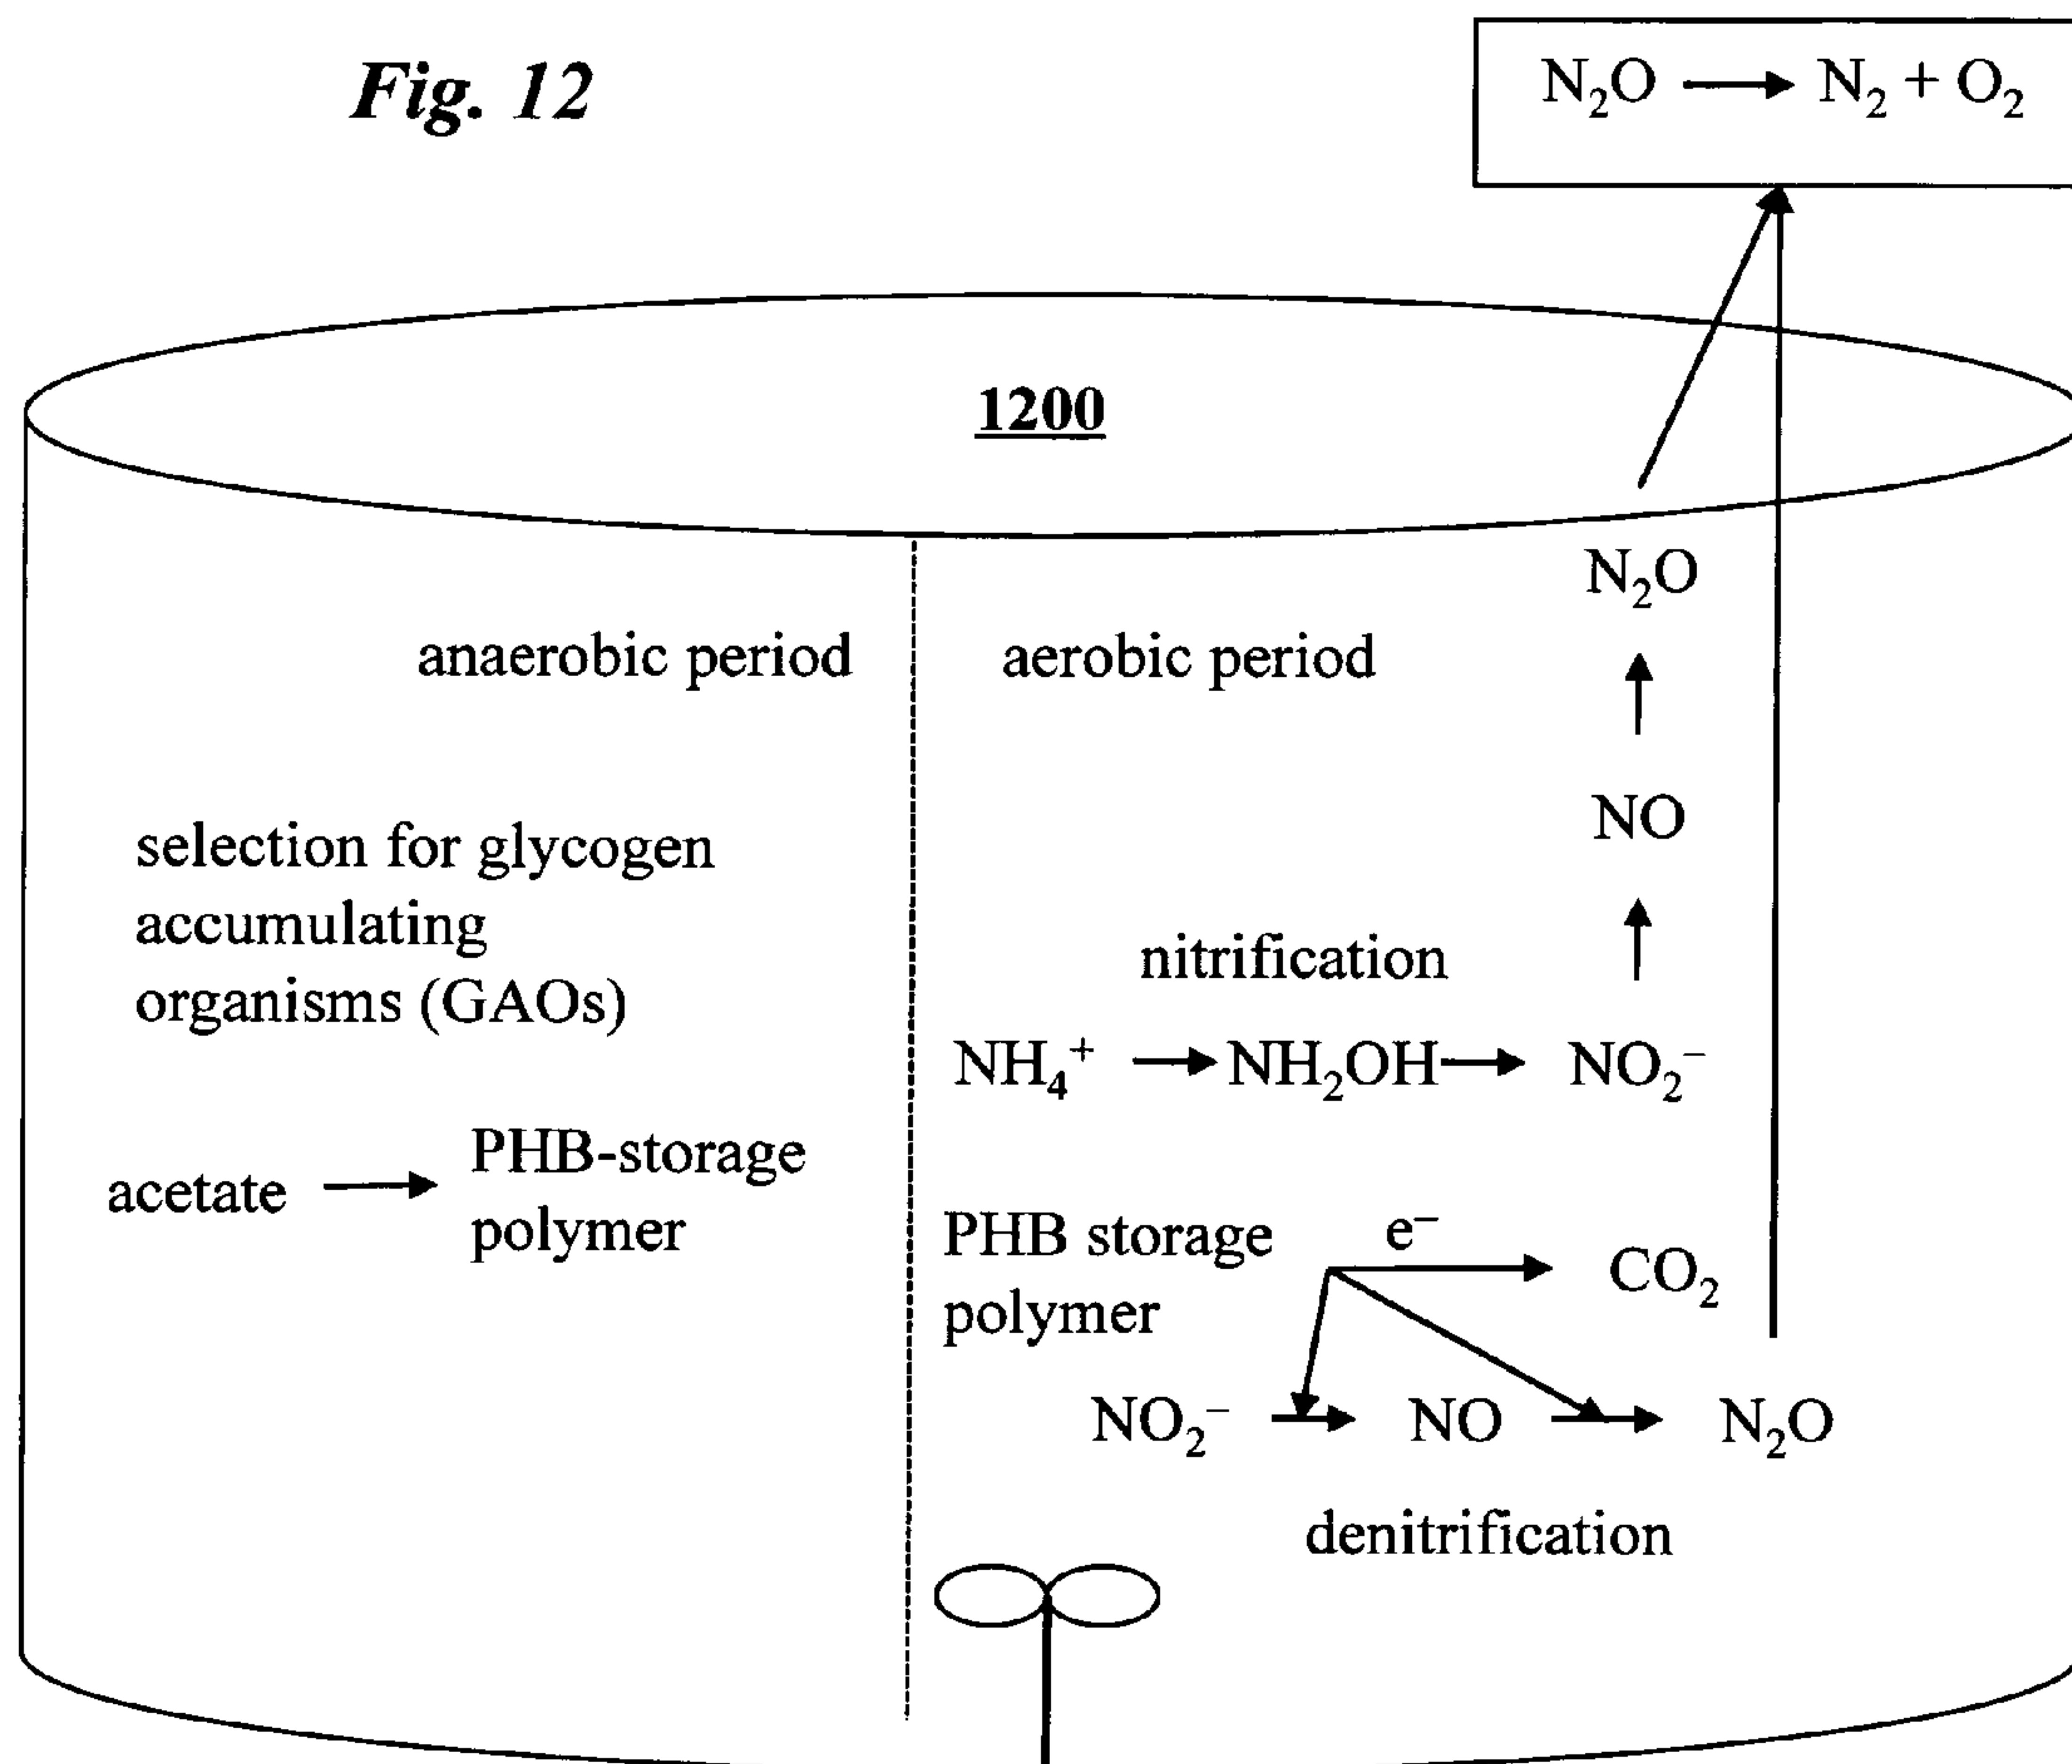 Fig. 12
N₂O → N₂ + O₂
1200
N₂O
anaerobic period
aerobic period
NO
selection for glycogen
accumulating
organisms (GAOs)
nitrification
NH₄⁺ → NH₂OH → NO₂⁻
acetate → PHB-storage
polymer
PHB storage
polymer
e⁻
CO₂
NO₂⁻ → NO → N₂O
denitrification